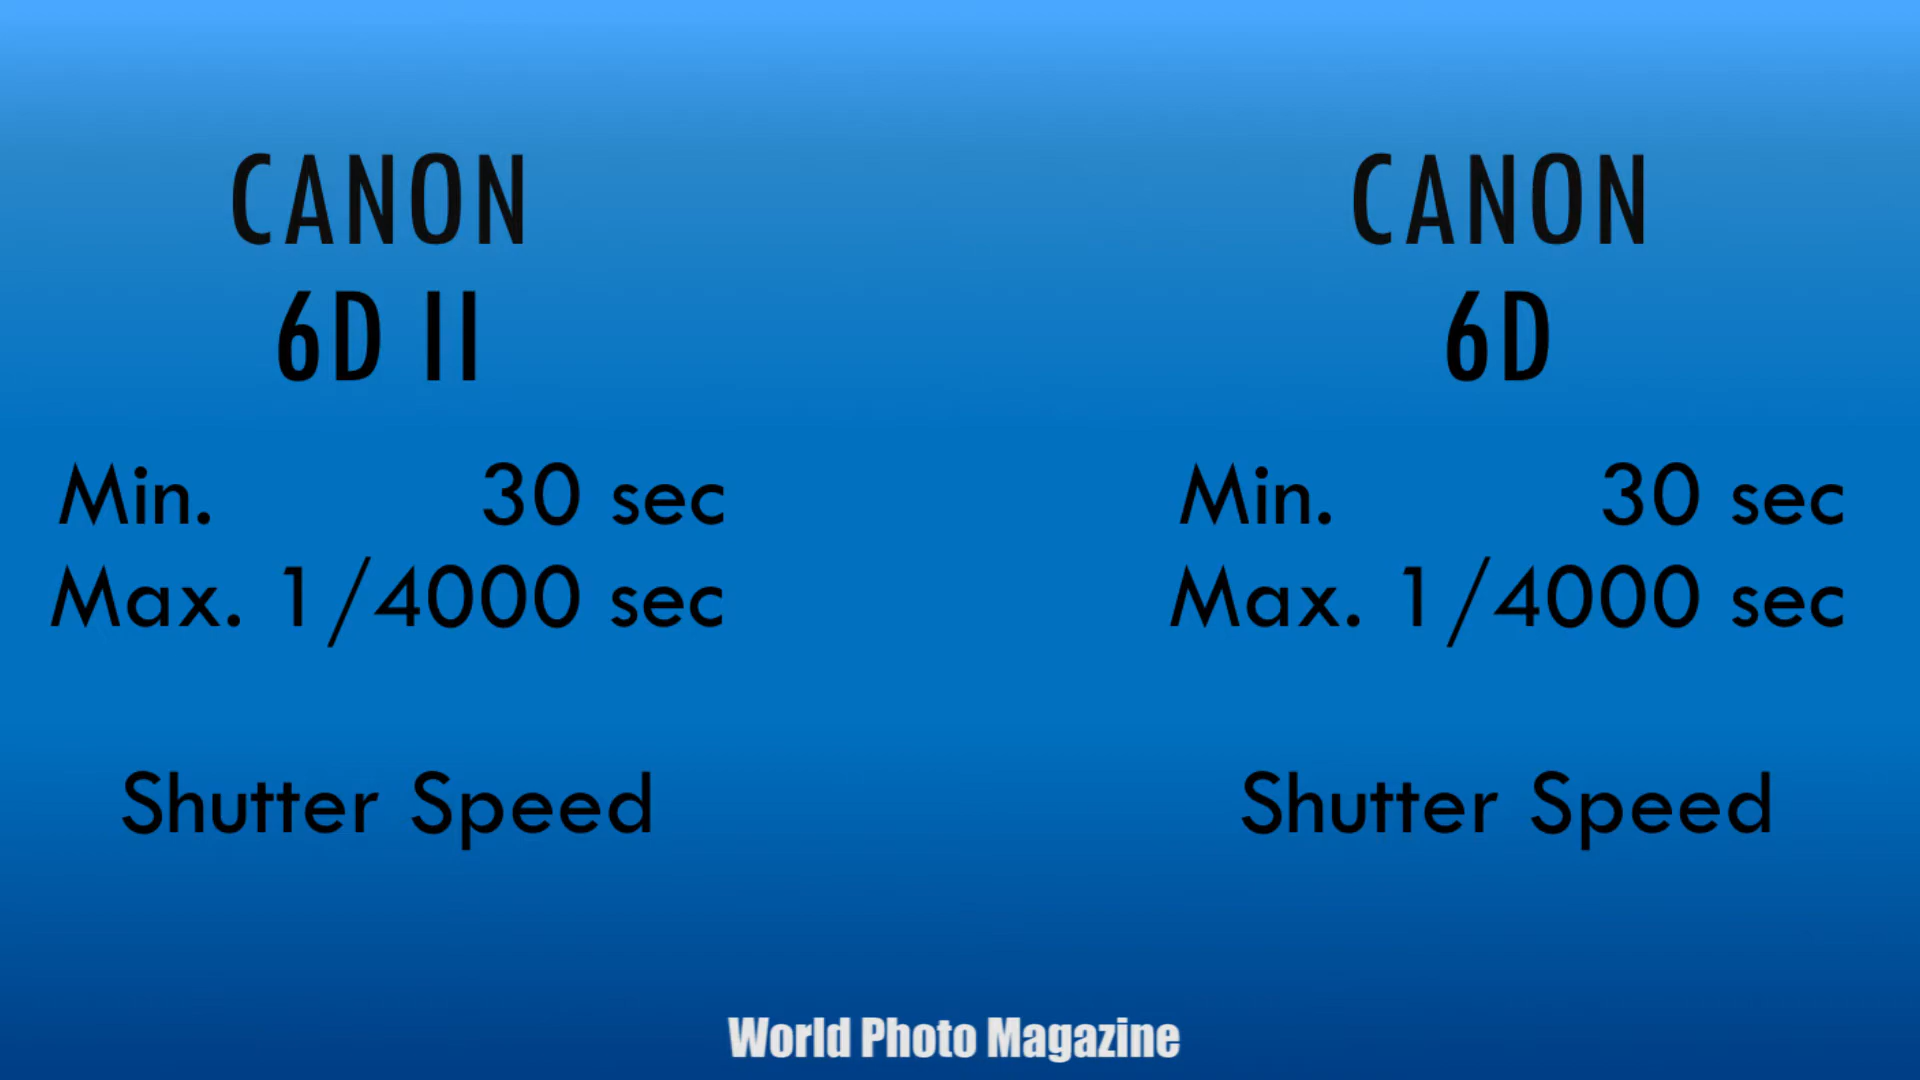 CANON
6D II
Min. 30 sec
Max. 1/4000 sec
Shutter Speed
CANON
6D
Min. 30 sec
Max. 1/4000 sec
Shutter Speed
World Photo Magazine